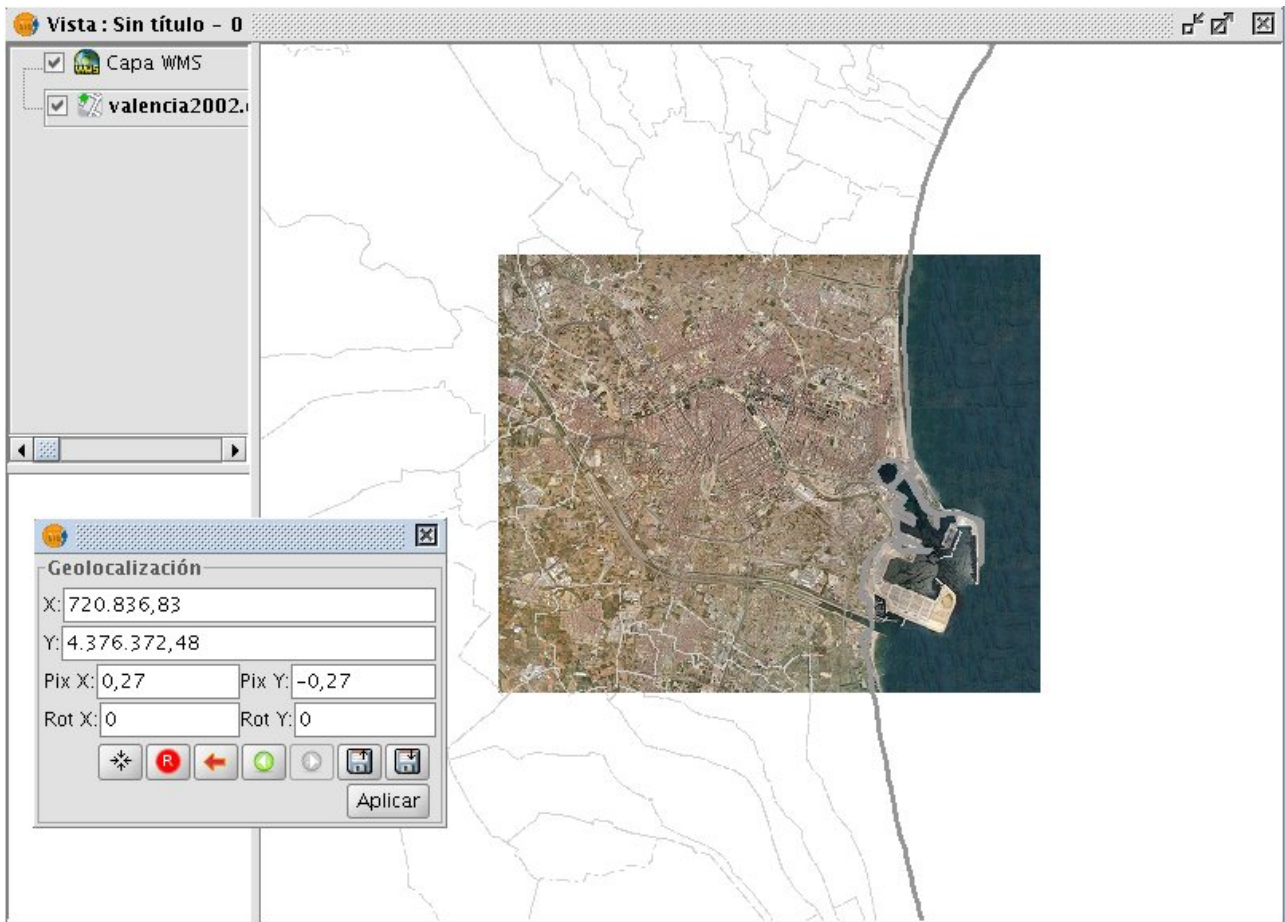 Vista : Sin título - 0
Capa WMS
valencia2002.
Geolocalización
X: 720.836,83
Y: 4.376.372,48
Pix X: 0,27 Pix Y: -0,27
Rot X: 0 Rot Y: 0
R
Aplicar